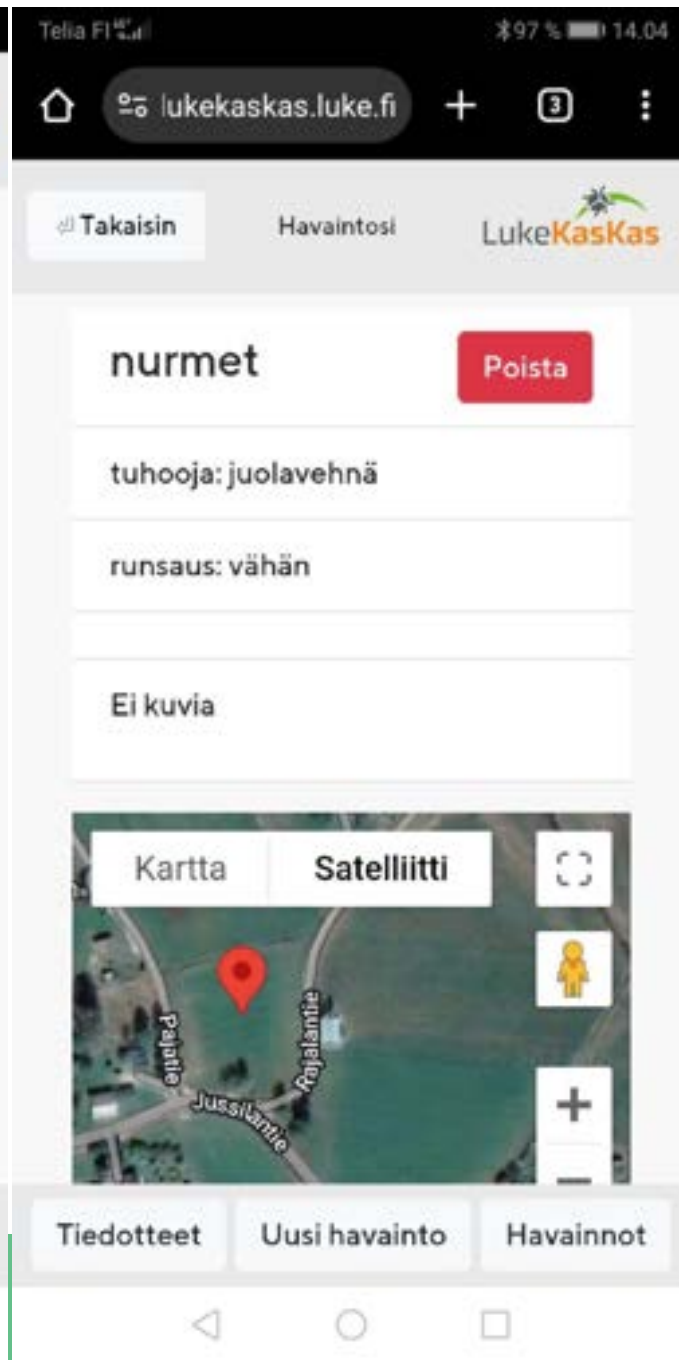 Telia FI 97 % 14.04
lukekaskas.luke.fi 3
Takaisin Havaintosi LukeKasKas
nurmet Poista
tuhooja: juolavehnä
runsaus: vähän
Ei kuvia
Kartta Satelliitti
Pajatie
Rajalantie
Jussilantie
Tiedotteet Uusi havainto Havainnot